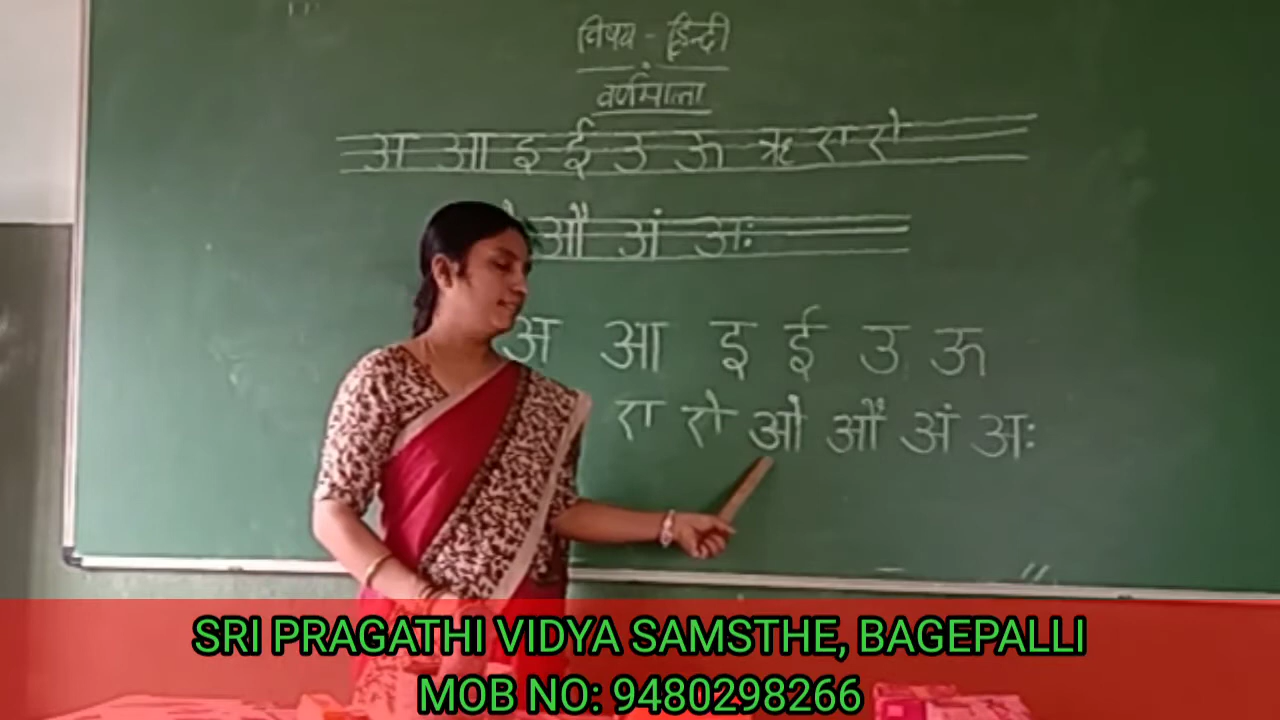 विषय - हिन्दी
वर्णमाला
अ आ इ ई उ ऊ ऋ ए ऐ
औ अं अः
अ आ इ ई उ ऊ
ए ऐ ओ औ अं अः
SRI PRAGATHI VIDYA SAMSTHE, BAGEPALLI
MOB NO: 9480298266